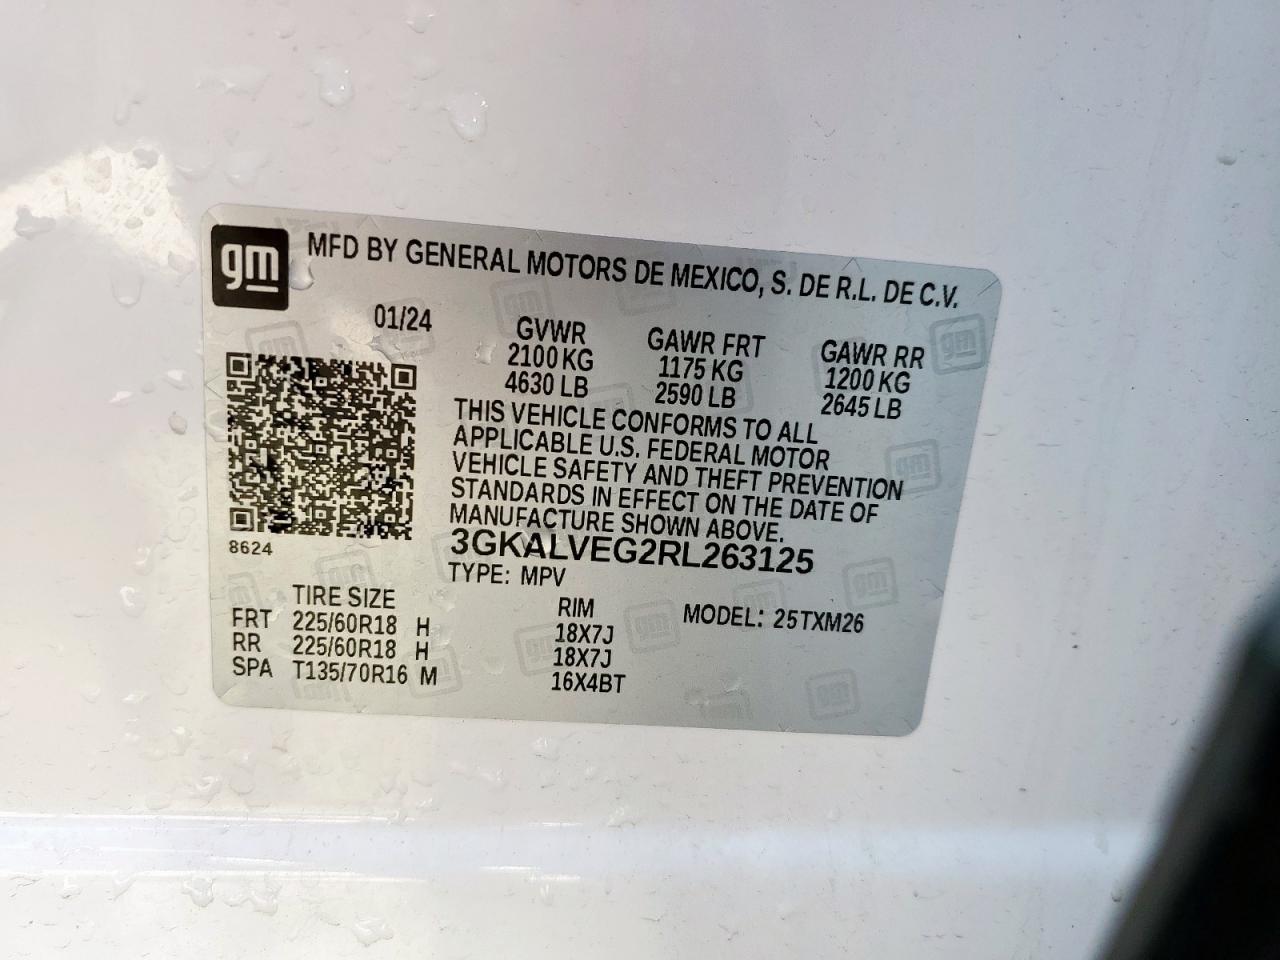 gm MFD BY GENERAL MOTORS DE MEXICO, S. DE R.L. DE C.V.
01/24 GVWR GAWR FRT GAWR RR
2100 KG 1175 KG 1200 KG
4630 LB 2590 LB 2645 LB
THIS VEHICLE CONFORMS TO ALL
APPLICABLE U.S. FEDERAL MOTOR
VEHICLE SAFETY AND THEFT PREVENTION
STANDARDS IN EFFECT ON THE DATE OF
MANUFACTURE SHOWN ABOVE.
8624 3GKALVEG2RL263125
TYPE: MPV
TIRE SIZE RIM MODEL: 25TXM26
FRT 225/60R18 H 18X7J
RR 225/60R18 H 18X7J
SPA T135/70R16 M 16X4BT